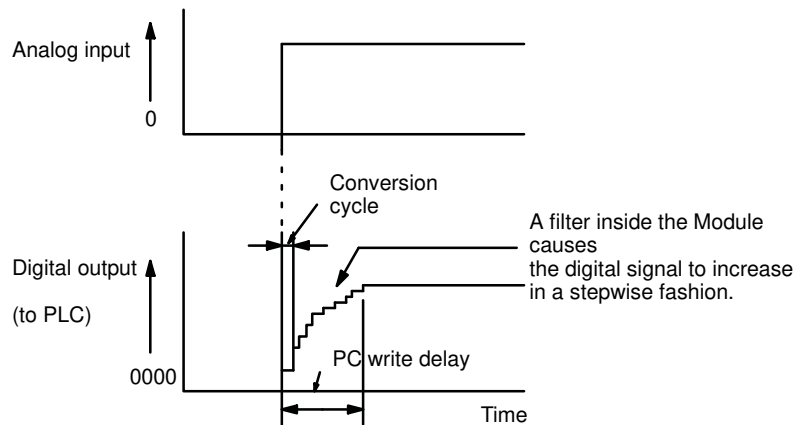 Analog input
0
Conversion
cycle
A filter inside the Module
causes
the digital signal to increase
in a stepwise fashion.
Digital output
(to PLC)
0000
PC write delay
Time